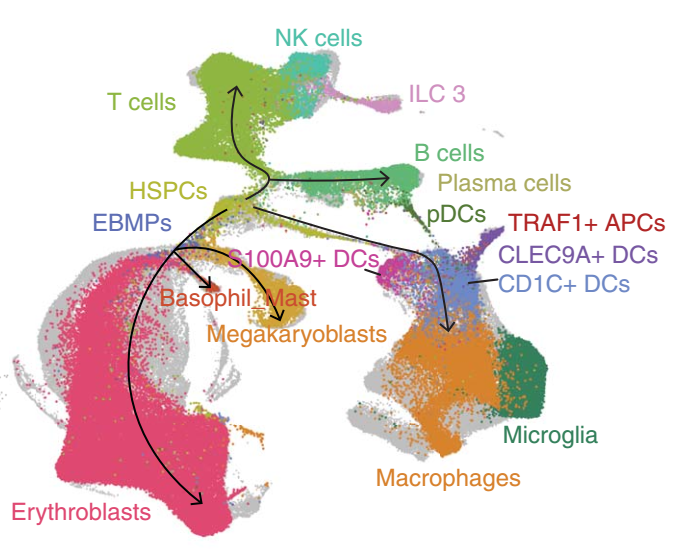 NK cells
ILC 3
T cells
B cells
Plasma cells
HSPCs
pDCs
EBMPs
TRAF1+ APCs
S100A9+ DCs
CLEC9A+ DCs
CD1C+ DCs
Basophil_Mast
Megakaryoblasts
Microglia
Macrophages
Erythroblasts